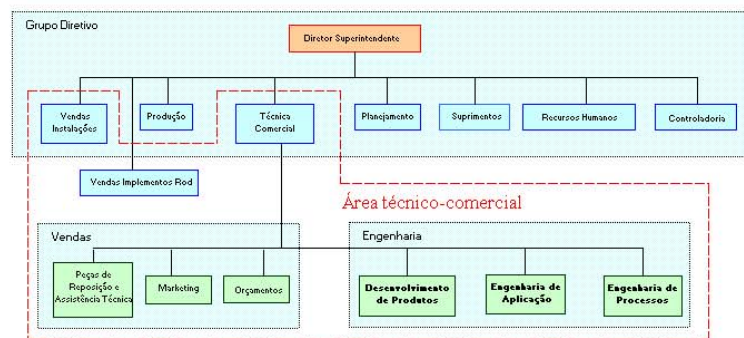 Grupo Diretivo
Diretor Superintendente
Vendas
Instalações
Produção
Técnica
Comercial
Planejamento
Suprimentos
Recursos Humanos
Controladoria
Vendas Implementos Rod
Área técnico-comercial
Vendas
Engenharia
Peças de
Reposição e
Assistência Técnica
Marketing
Orçamentos
Desenvolvimento
de Produtos
Engenharia de
Aplicação
Engenharia de
Processos